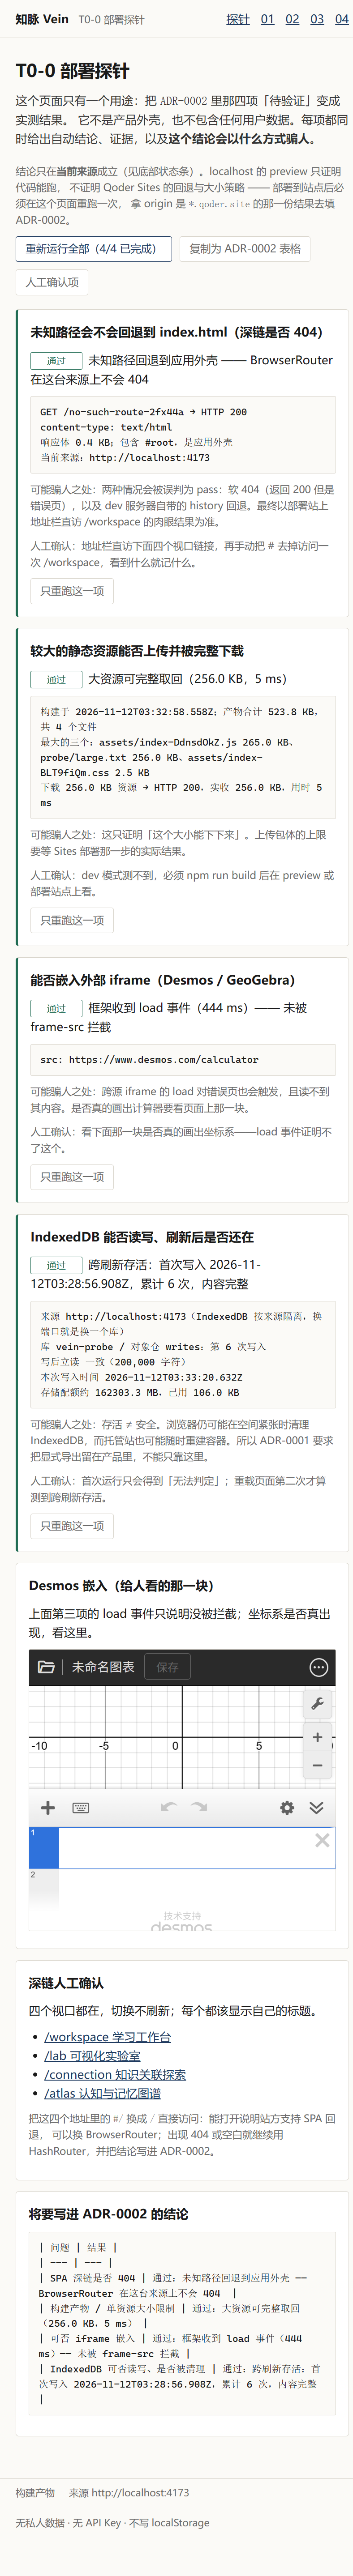 知脉 Vein T0-0 部署探针 探针 01 02 03 04
T0-0 部署探针
这个页面只有一个用途：把 ADR-0002 里那四项「待验证」变成
实测结果。 它不是产品外壳，也不包含任何用户数据。每项都同
时给出自动结论、证据，以及这个结论会以什么方式骗人。
结论只在当前来源成立（见底部状态条）。localhost 的 preview 只证明
代码能跑， 不证明 Qoder Sites 的回退与大小策略 —— 部署到站点后必
须在这个页面重跑一次， 拿 origin 是 *.qoder.site 的那一份结果去填
ADR-0002。
重新运行全部（4/4 已完成） 复制为 ADR-0002 表格
人工确认项
未知路径会不会回退到 index.html（深链是否 404）
通过 未知路径回退到应用外壳 —— BrowserRouter
在这台来源上不会 404
GET /no-such-route-2fx44a → HTTP 200
content-type: text/html
响应体 0.4 KB；包含 #root，是应用外壳
当前来源：http://localhost:4173
可能骗人之处：两种情况会被误判为 pass：软 404（返回 200 但是
错误页），以及 dev 服务器自带的 history 回退。最终以部署站上
地址栏直访 /workspace 的肉眼结果为准。
人工确认：地址栏直访下面四个视口链接，再手动把 # 去掉访问一
次 /workspace，看到什么就记什么。
只重跑这一项
较大的静态资源能否上传并被完整下载
通过 大资源可完整取回（256.0 KB，5 ms）
构建于 2026-11-12T03:32:58.558Z；产物合计 523.8 KB，
共 4 个文件
最大的三个：assets/index-DdnsdOkZ.js 265.0 KB、
probe/large.txt 256.0 KB、assets/index-
BLT9fiQm.css 2.5 KB
下载 256.0 KB 资源 → HTTP 200，实收 256.0 KB，用时 5
ms
可能骗人之处：这只证明「这个大小能下下来」。上传包体的上限
要等 Sites 部署那一步的实际结果。
人工确认：dev 模式测不到，必须 npm run build 后在 preview 或
部署站点上看。
只重跑这一项
能否嵌入外部 iframe（Desmos / GeoGebra）
通过 框架收到 load 事件（444 ms）—— 未被
frame-src 拦截
src: https://www.desmos.com/calculator
可能骗人之处：跨源 iframe 的 load 对错误页也会触发，且读不到
其内容。是否真的画出计算器要看页面上那一块。
人工确认：看下面那一块是否真的画出坐标系——load 事件证明不
了这个。
只重跑这一项
IndexedDB 能否读写、刷新后是否还在
通过 跨刷新存活：首次写入 2026-11-
12T03:28:56.908Z，累计 6 次，内容完整
来源 http://localhost:4173（IndexedDB 按来源隔离，换
端口就是换一个库）
库 vein-probe / 对象仓 writes：第 6 次写入
写后立读 一致（200,000 字符）
本次写入时间 2026-11-12T03:33:20.632Z
存储配额约 162303.3 MB，已用 106.0 KB
可能骗人之处：存活 ≠ 安全。浏览器仍可能在空间紧张时清理
IndexedDB，而托管站也可能随时重建容器。所以 ADR-0001 要求
把显式导出留在产品里，不能只靠这里。
人工确认：首次运行只会得到「无法判定」；重载页面第二次才算
测到跨刷新存活。
只重跑这一项
Desmos 嵌入（给人看的那一块）
上面第三项的 load 事件只说明没被拦截；坐标系是否真出
现，看这里。
未命名图表 保存
-10 -5 0 5
1
2
技术支持
desmos
深链人工确认
四个视口都在，切换不刷新；每个都该显示自己的标题。
• /workspace 学习工作台
• /lab 可视化实验室
• /connection 知识关联探索
• /atlas 认知与记忆图谱
把这四个地址里的 #/ 换成 / 直接访问：能打开说明站方支持 SPA 回
退， 可以换 BrowserRouter；出现 404 或空白就继续用
HashRouter，并把结论写进 ADR-0002。
将要写进 ADR-0002 的结论
| 问题 | 结果 |
| --- | --- |
| SPA 深链是否 404 | 通过：未知路径回退到应用外壳 ——
BrowserRouter 在这台来源上不会 404 |
| 构建产物 / 单资源大小限制 | 通过：大资源可完整取回
（256.0 KB，5 ms） |
| 可否 iframe 嵌入 | 通过：框架收到 load 事件（444
ms）—— 未被 frame-src 拦截 |
| IndexedDB 可否读写、是否被清理 | 通过：跨刷新存活：首
次写入 2026-11-12T03:28:56.908Z，累计 6 次，内容完整
|
构建产物 来源 http://localhost:4173
无私人数据 · 无 API Key · 不写 localStorage